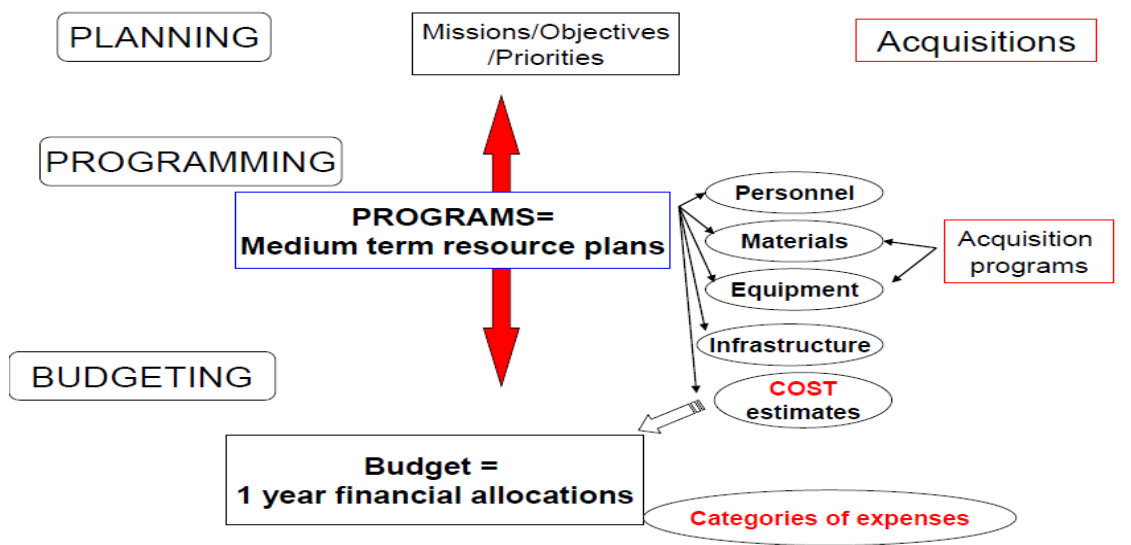 PLANNING
Missions/Objectives
/Priorities
Acquisitions
PROGRAMMING
PROGRAMS=
Medium term resource plans
Personnel
Materials
Equipment
Infrastructure
COST
estimates
Acquisition
programs
BUDGETING
Budget =
1 year financial allocations
Categories of expenses